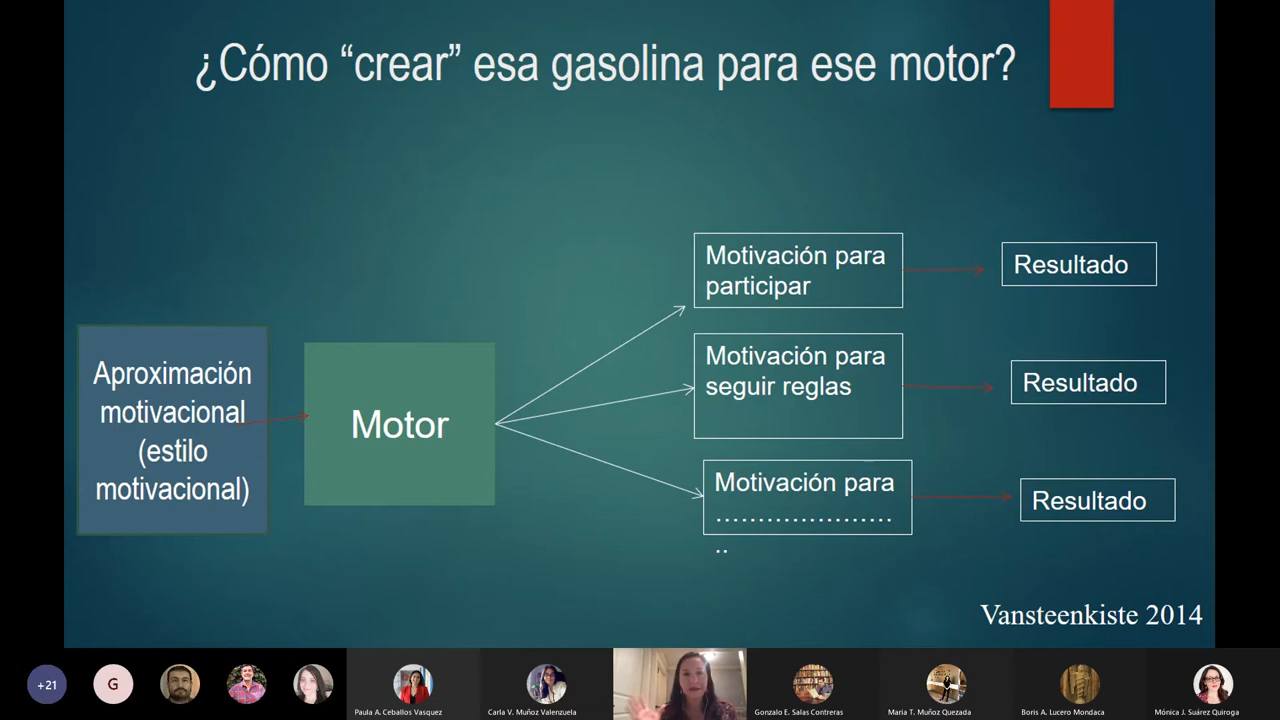 ¿Cómo “crear” esa gasolina para ese motor?
Motivación para
participar
Resultado
Aproximación
motivacional
(estilo
motivacional)
Motor
Motivación para
seguir reglas
Resultado
Motivación para
.....................
..
Resultado
Vansteenkiste 2014
+21
G
Paula A. Ceballos Vasquez
Carla V. Muñoz Valenzuela
Gonzalo E. Salas Contreras
Maria T. Muñoz Quezada
Boris A. Lucero Mondaca
Mónica J. Suárez Quiroga